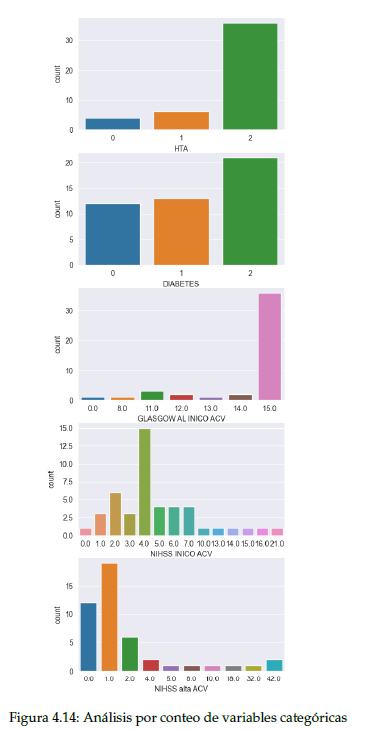 30
20
10
0
count
0 1 2
HTA
20
15
10
5
0
count
0 1 2
DIABETES
30
20
10
0
count
0.0 8.0 11.0 12.0 13.0 14.0 15.0
GLASGOW AL INICO ACV
15.0
12.5
10.0
7.5
5.0
2.5
0.0
count
0.0 1.0 2.0 3.0 4.0 5.0 6.0 7.0 10.0 13.0 14.0 15.0 16.0 21.0
NIHSS INICO ACV
15
10
5
0
count
0.0 1.0 2.0 4.0 5.0 8.0 10.0 18.0 32.0 42.0
NIHSS alta ACV
Figura 4.14: Análisis por conteo de variables categóricas